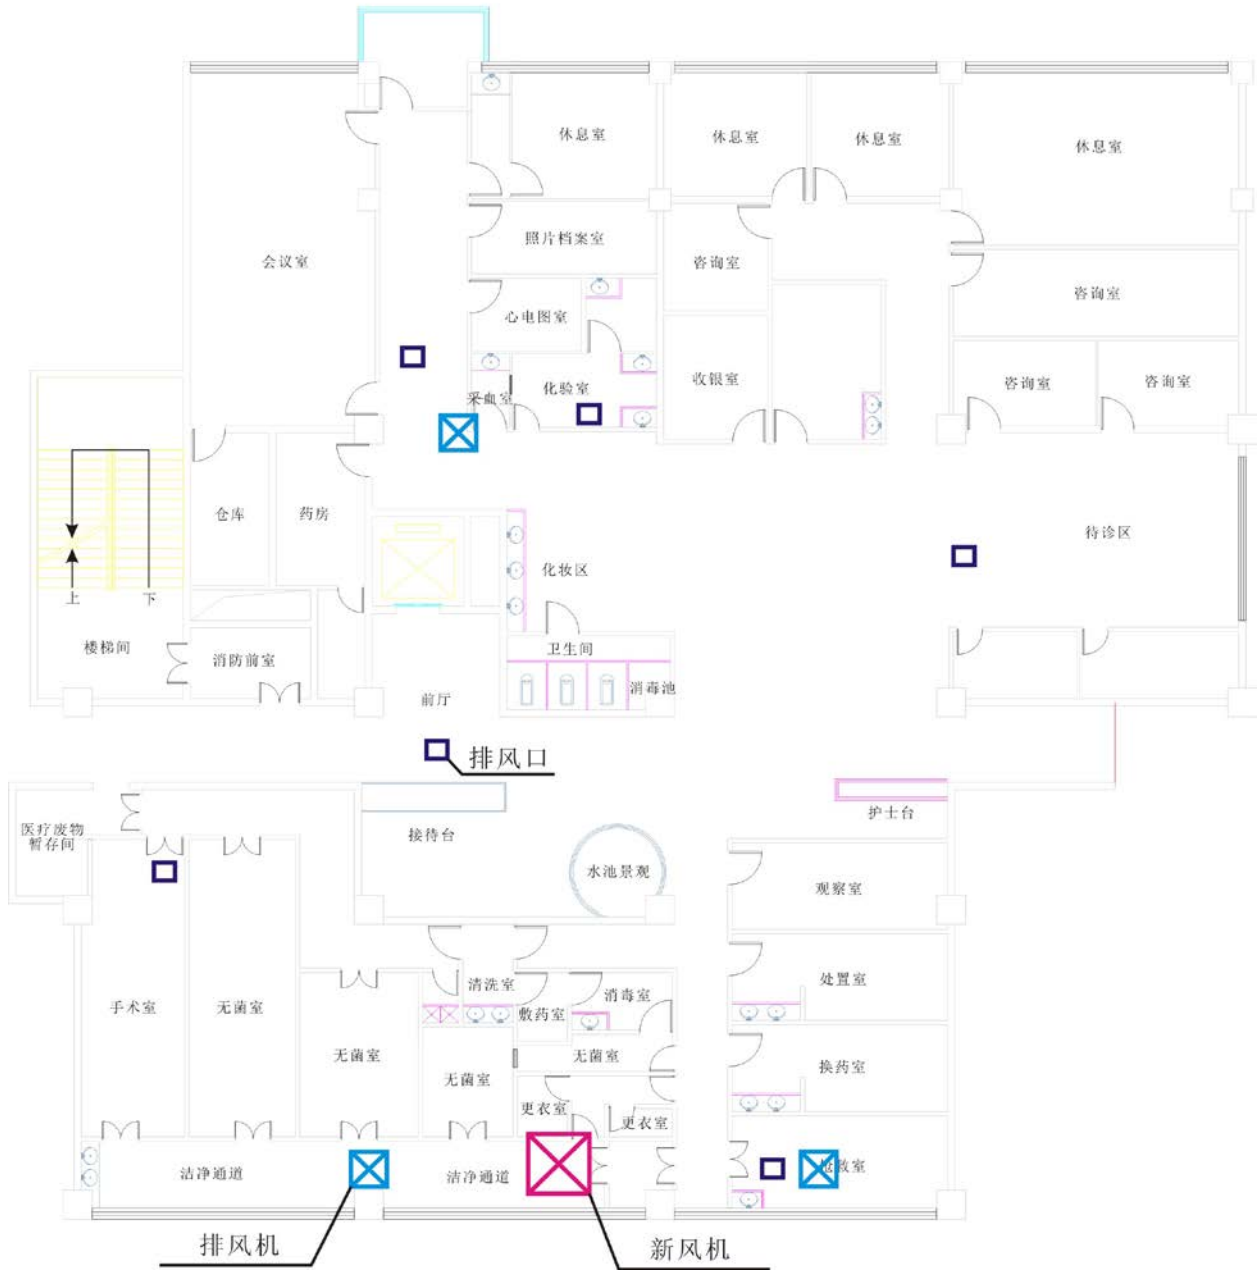 休息室
休息室
休息室
休息室
照片档案室
会议室
咨询室
咨询室
心电图室
收银室
化验室
采血室
咨询室
咨询室
仓库
药房
待诊区
化妆区
上
下
楼梯间
消防前室
卫生间
消毒池
前厅
排风口
医疗废物
暂存间
接待台
护士台
水池景观
观察室
手术室
无菌室
清洗室
消毒室
处置室
敷药室
无菌室
无菌室
无菌室
换药室
更衣室
更衣室
洁净通道
洁净通道
抢救室
排风机
新风机